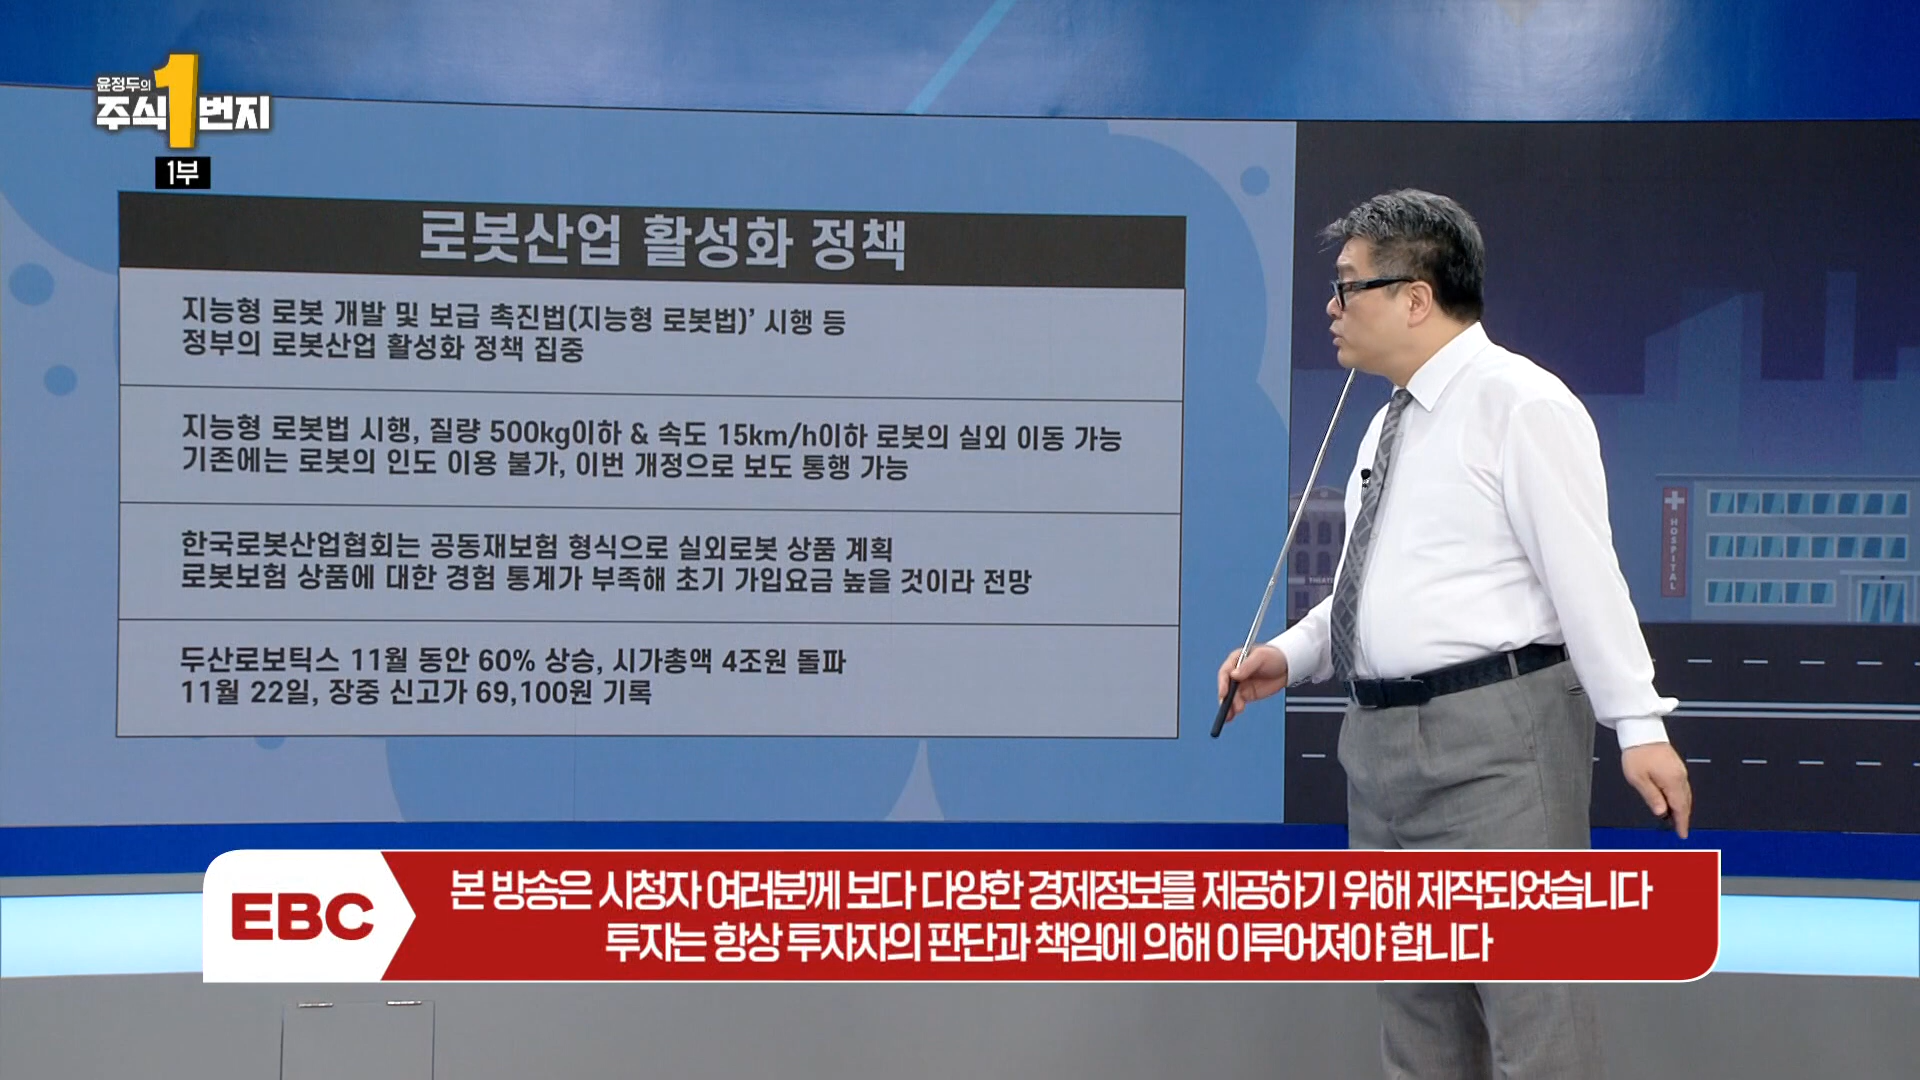 윤정두의
주식1번지
1부
로봇산업 활성화 정책
지능형 로봇 개발 및 보급 촉진법(지능형 로봇법)’ 시행 등
정부의 로봇산업 활성화 정책 집중
지능형 로봇법 시행, 질량 500kg이하 & 속도 15km/h이하 로봇의 실외 이동 가능
기존에는 로봇의 인도 이용 불가, 이번 개정으로 보도 통행 가능
한국로봇산업협회는 공동재보험 형식으로 실외로봇 상품 계획
로봇보험 상품에 대한 경험 통계가 부족해 초기 가입요금 높을 것이라 전망
두산로보틱스 11월 동안 60% 상승, 시가총액 4조원 돌파
11월 22일, 장중 신고가 69,100원 기록
HOSPITAL
EBC
본 방송은 시청자 여러분께 보다 다양한 경제정보를 제공하기 위해 제작되었습니다
투자는 항상 투자자의 판단과 책임에 의해 이루어져야 합니다